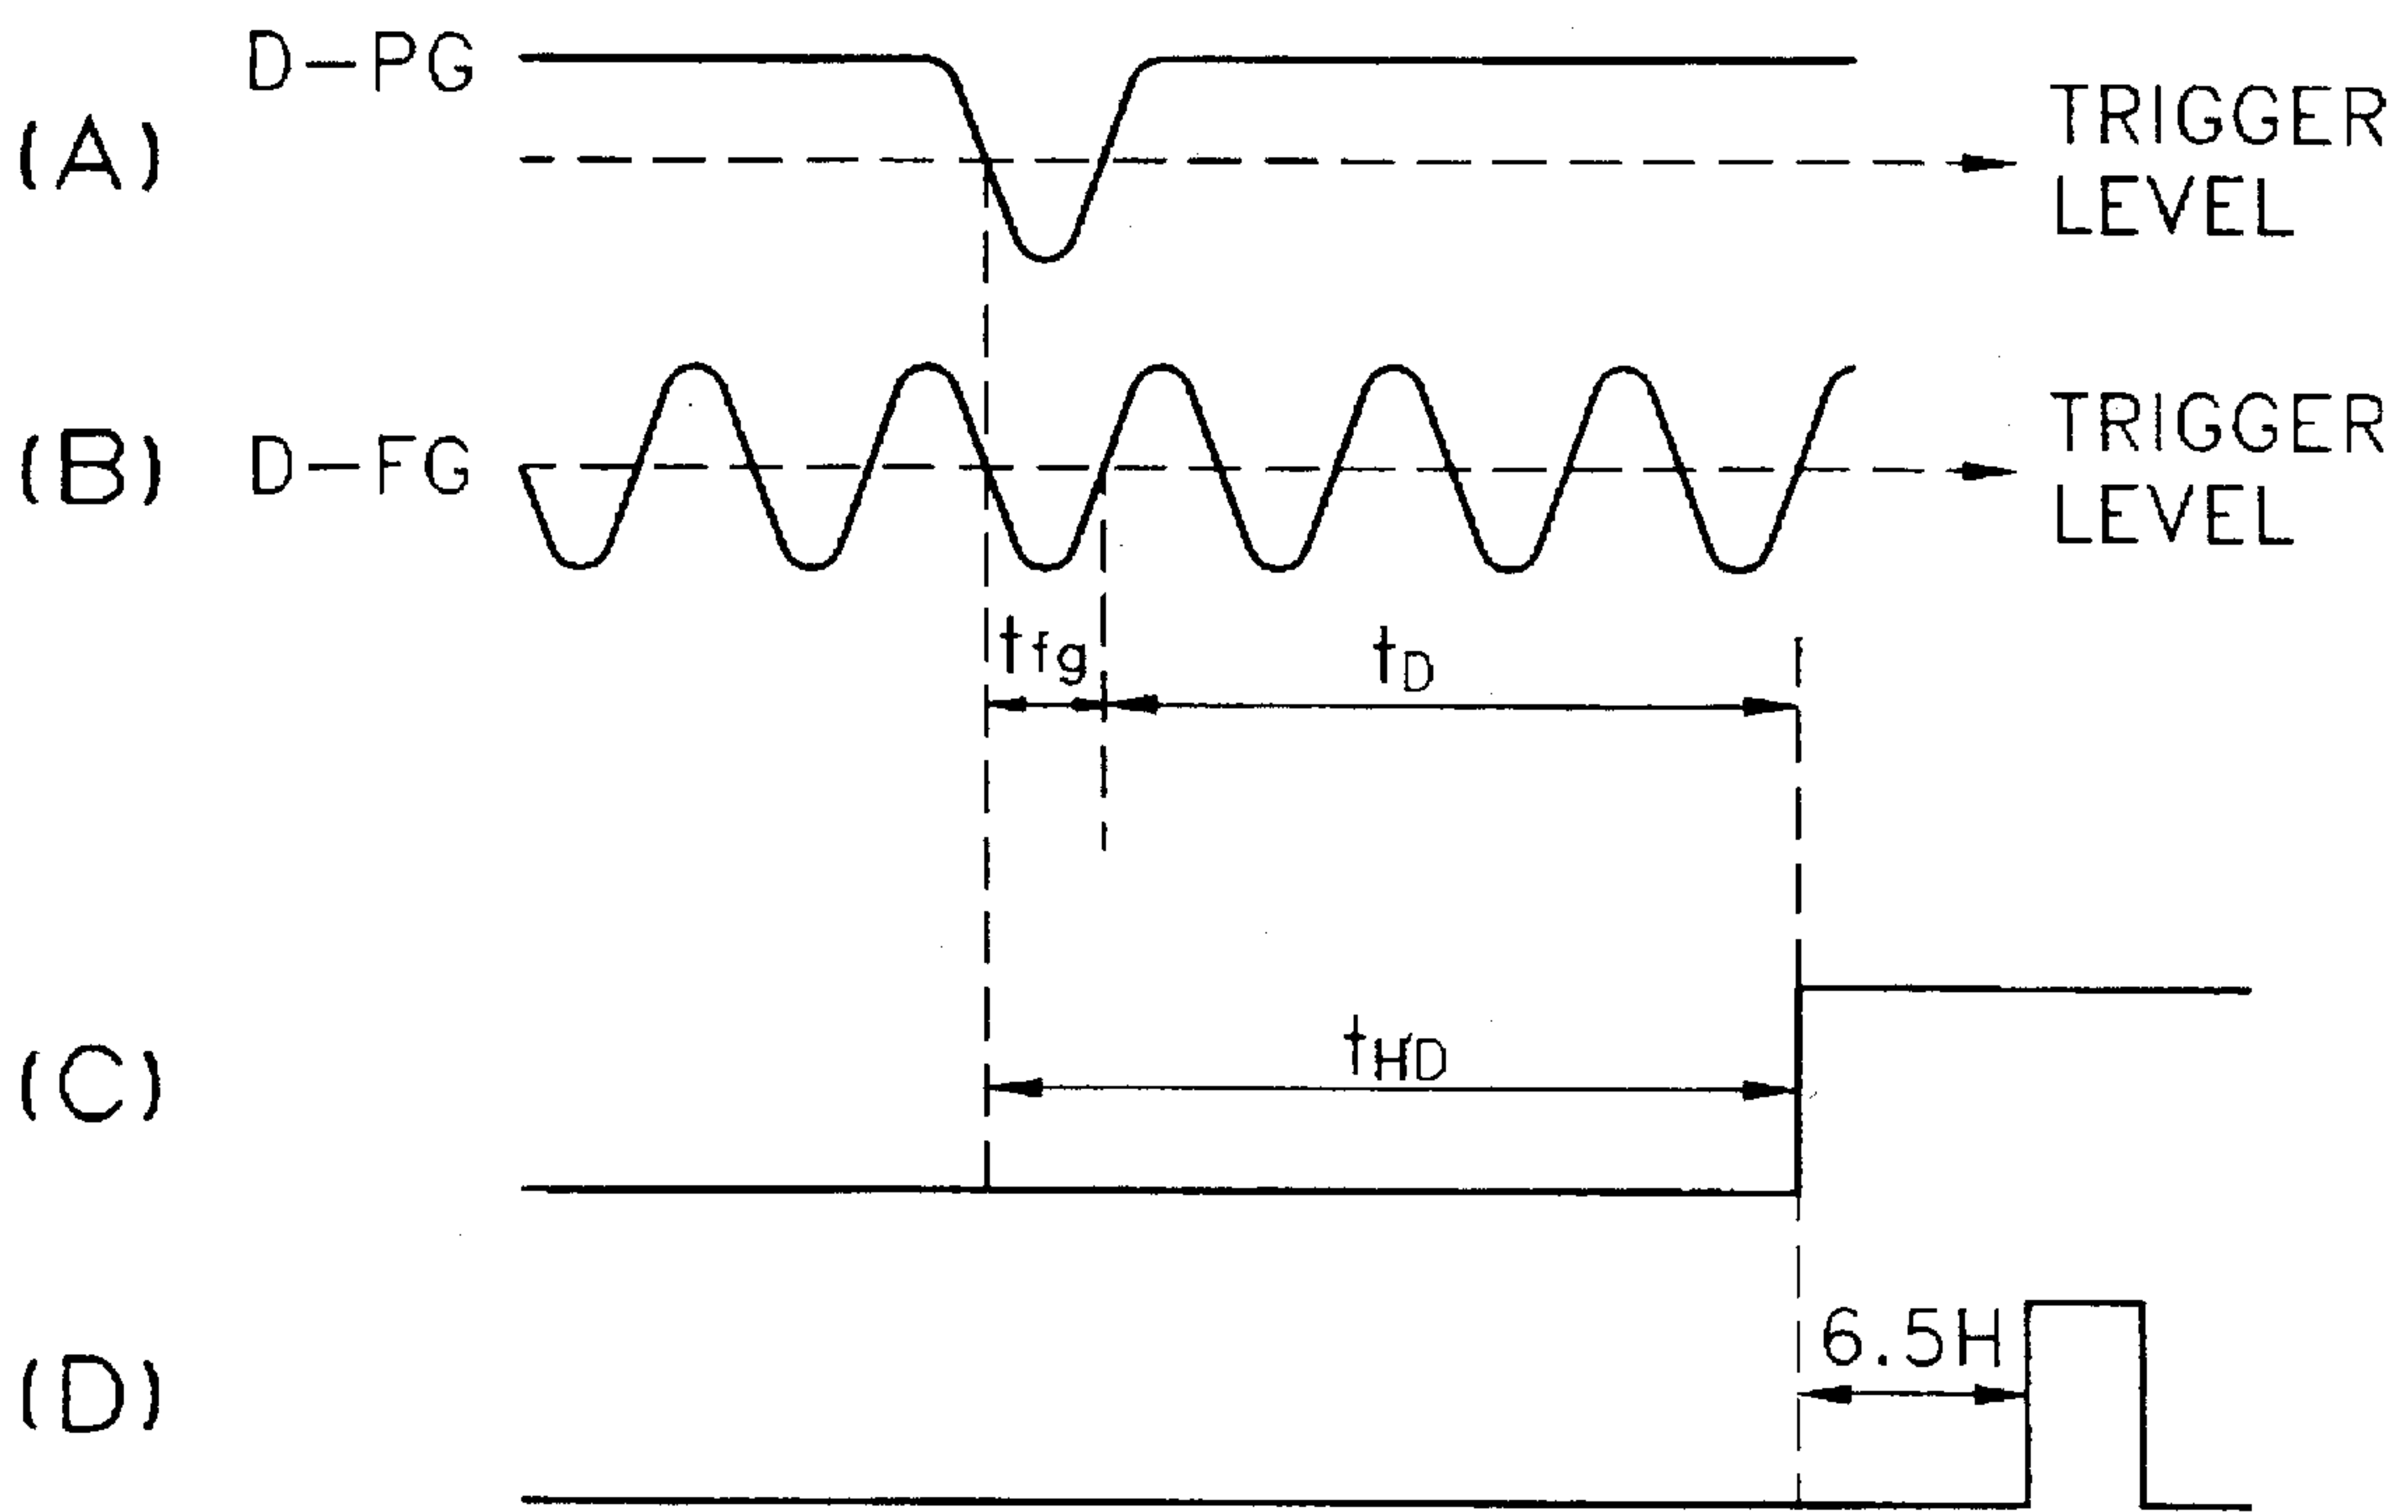 D-PG
(A)
TRIGGER
LEVEL
(B) D-FG
TRIGGER
LEVEL
tfg
tD
(C)
tHD
(D)
6.5H